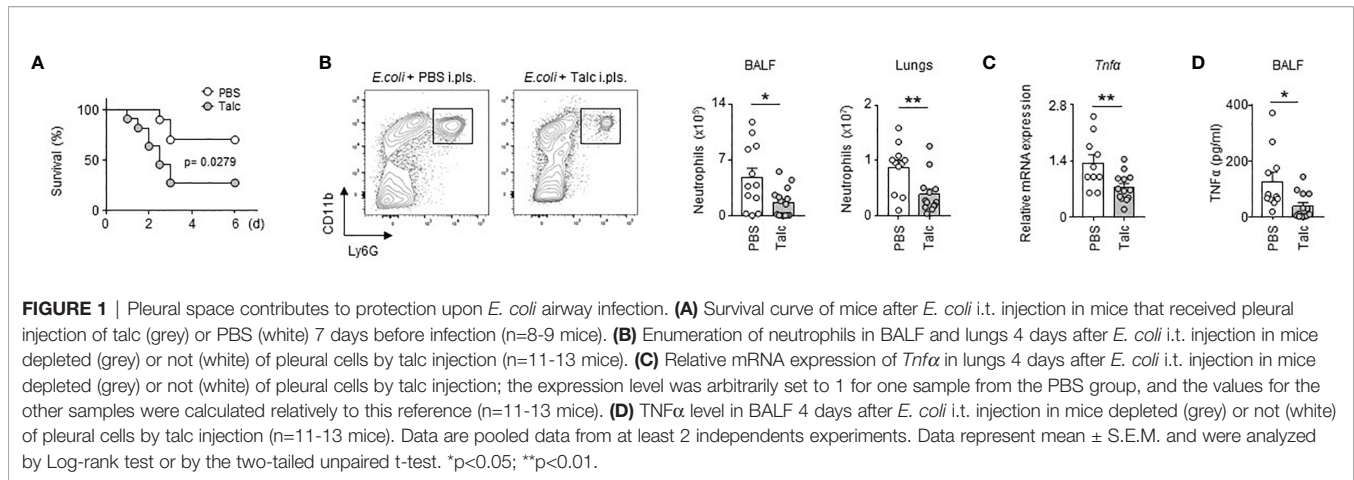 A
PBS
Talc
Survival (%)
100
50
0
p= 0.0279
0 2 4 6 (d)
B
E.coli + PBS i.pls.
E.coli + Talc i.pls.
CD11b
Ly6G
BALF
Neutrophils (x10⁵)
14
7
0
*
PBS
Talc
Lungs
Neutrophils (x10⁷)
2
1
0
**
PBS
Talc
C
Tnfα
Relative mRNA expression
2.8
1.4
0
**
PBS
Talc
D
BALF
TNFα (pg/ml)
400
200
0
*
PBS
Talc
FIGURE 1 | Pleural space contributes to protection upon E. coli airway infection. (A) Survival curve of mice after E. coli i.t. injection in mice that received pleural
injection of talc (grey) or PBS (white) 7 days before infection (n=8-9 mice). (B) Enumeration of neutrophils in BALF and lungs 4 days after E. coli i.t. injection in mice
depleted (grey) or not (white) of pleural cells by talc injection (n=11-13 mice). (C) Relative mRNA expression of Tnfα in lungs 4 days after E. coli i.t. injection in mice
depleted (grey) or not (white) of pleural cells by talc injection; the expression level was arbitrarily set to 1 for one sample from the PBS group, and the values for the
other samples were calculated relatively to this reference (n=11-13 mice). (D) TNFα level in BALF 4 days after E. coli i.t. injection in mice depleted (grey) or not (white)
of pleural cells by talc injection (n=11-13 mice). Data are pooled data from at least 2 independents experiments. Data represent mean ± S.E.M. and were analyzed
by Log-rank test or by the two-tailed unpaired t-test. *p<0.05; **p<0.01.